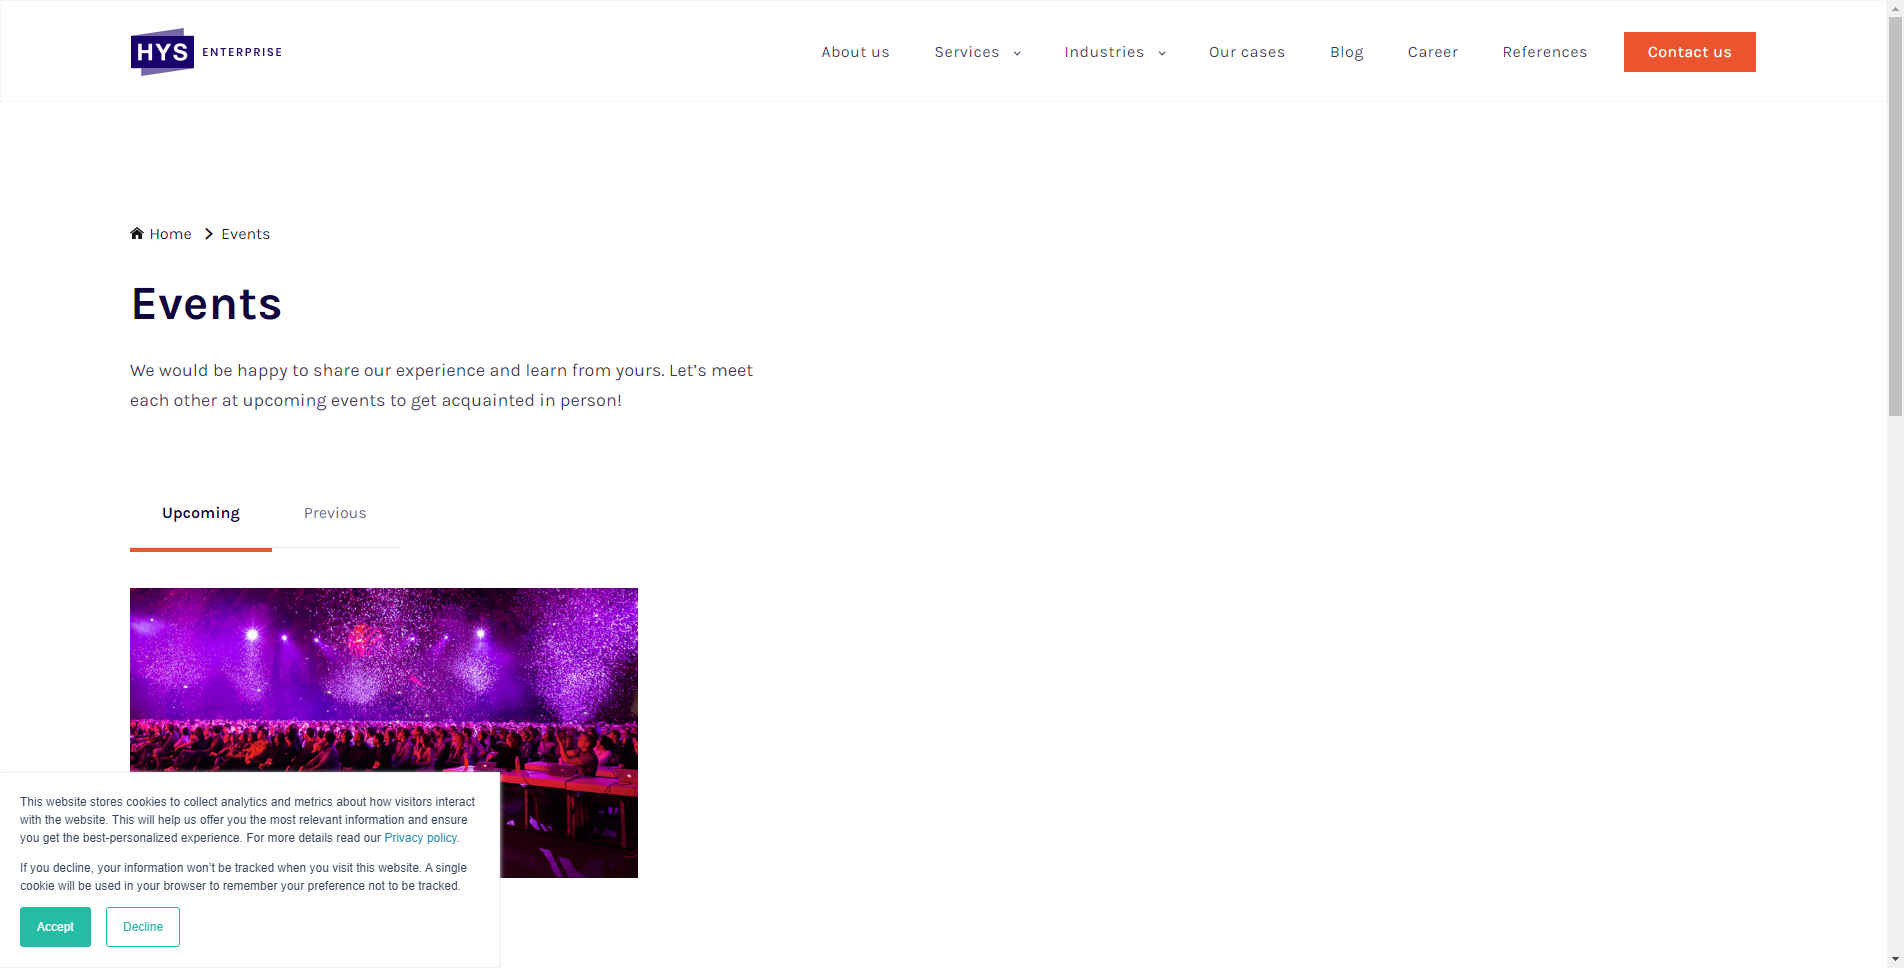 HYS ENTERPRISE
About us Services Industries Our cases Blog Career References Contact us
Home Events
Events
We would be happy to share our experience and learn from yours. Let’s meet
each other at upcoming events to get acquainted in person!
Upcoming Previous
This website stores cookies to collect analytics and metrics about how visitors interact
with the website. This will help us offer you the most relevant information and ensure
you get the best-personalized experience. For more details read our Privacy policy.
If you decline, your information won’t be tracked when you visit this website. A single
cookie will be used in your browser to remember your preference not to be tracked.
Accept Decline